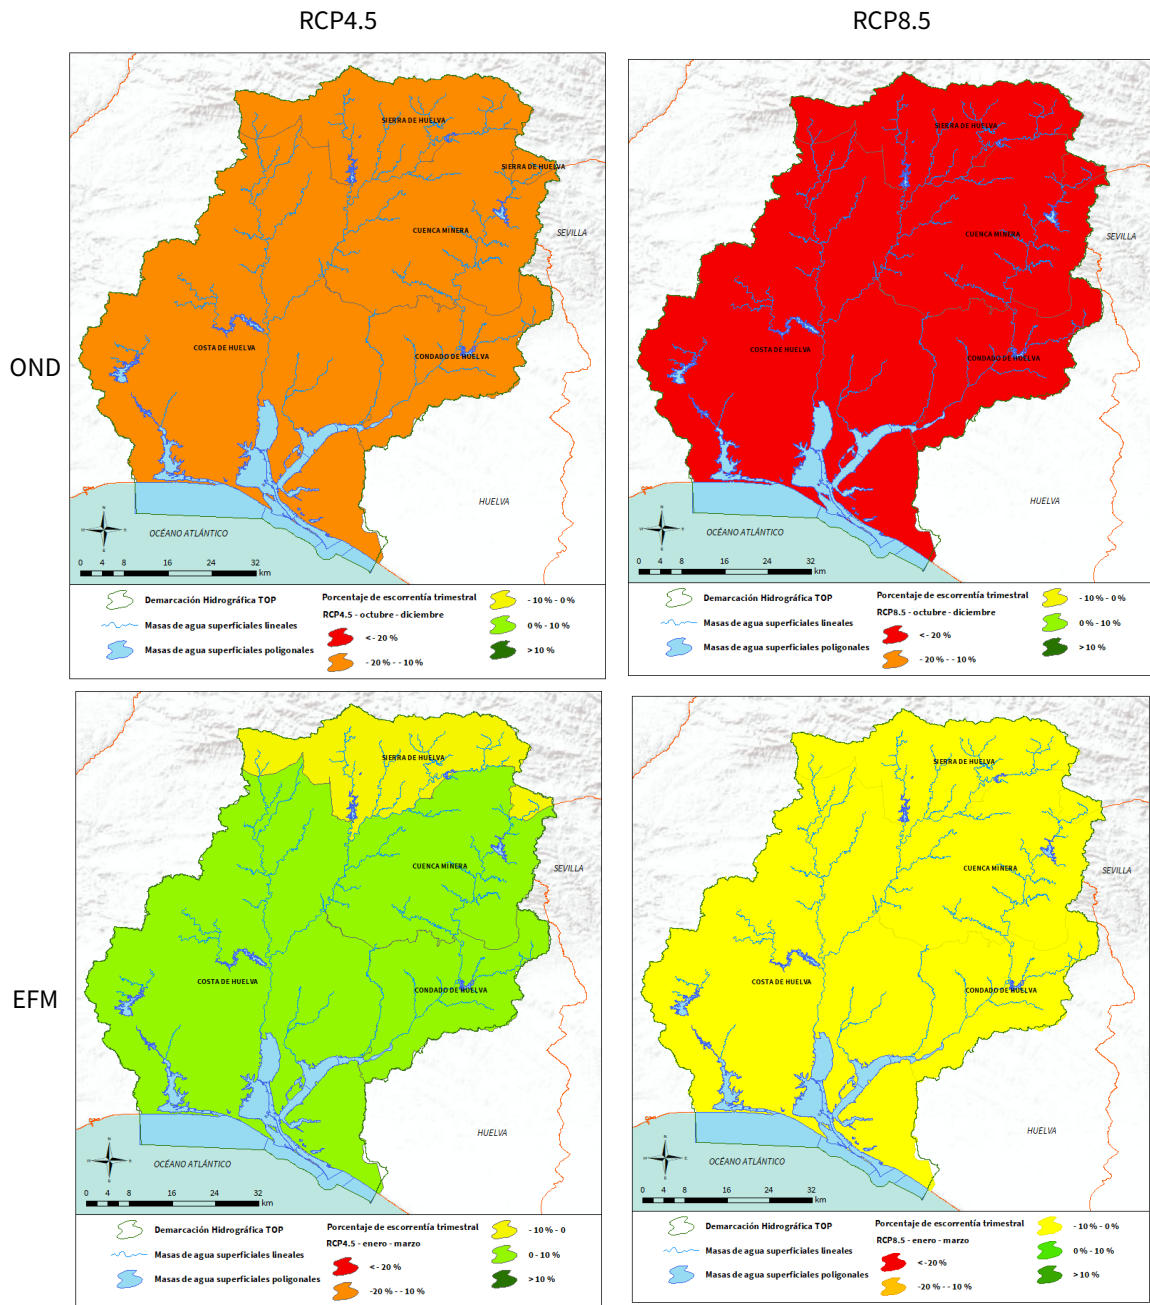 RCP4.5
RCP8.5
OND
SIERRA DE HUELVA
SIERRA DE HUELVA
CUENCA MINERA
SEVILLA
COSTA DE HUELVA
CONDADO DE HUELVA
HUELVA
OCÉANO ATLÁNTICO
0 4 8 16 24 32
km
Demarcación Hidrográfica TOP
Masas de agua superficiales lineales
Masas de agua superficiales poligonales
Porcentaje de escorrentía trimestral
RCP4.5 - octubre - diciembre
< - 20 %
- 20 % - - 10 %
- 10 % - 0 %
0 % - 10 %
> 10 %
SIERRA DE HUELVA
CUENCA MINERA
SEVILLA
COSTA DE HUELVA
CONDADO DE HUELVA
HUELVA
OCÉANO ATLÁNTICO
0 4 8 16 24 32
km
Demarcación Hidrográfica TOP
Masas de agua superficiales lineales
Masas de agua superficiales poligonales
Porcentaje de escorrentía trimestral
RCP8.5 - octubre - diciembre
< - 20 %
- 20 % - - 10 %
- 10 % - 0 %
0 % - 10 %
> 10 %
EFM
SIERRA DE HUELVA
CUENCA MINERA
SEVILLA
COSTA DE HUELVA
CONDADO DE HUELVA
HUELVA
OCÉANO ATLÁNTICO
0 4 8 16 24 32
km
Demarcación Hidrográfica TOP
Masas de agua superficiales lineales
Masas de agua superficiales poligonales
Porcentaje de escorrentía trimestral
RCP4.5 - enero - marzo
< - 20 %
-20 % - - 10 %
- 10 % - 0
0 - 10 %
> 10 %
SIERRA DE HUELVA
CUENCA MINERA
SEVILLA
COSTA DE HUELVA
CONDADO DE HUELVA
HUELVA
OCÉANO ATLÁNTICO
0 4 8 16 24 32
km
Demarcación Hidrográfica TOP
Masas de agua superficiales lineales
Masas de agua superficiales poligonales
Porcentaje de escorrentía trimestral
RCP8.5 - enero - marzo
< -20 %
-20 % - - 10 %
- 10 % - 0 %
0 % - 10 %
> 10 %